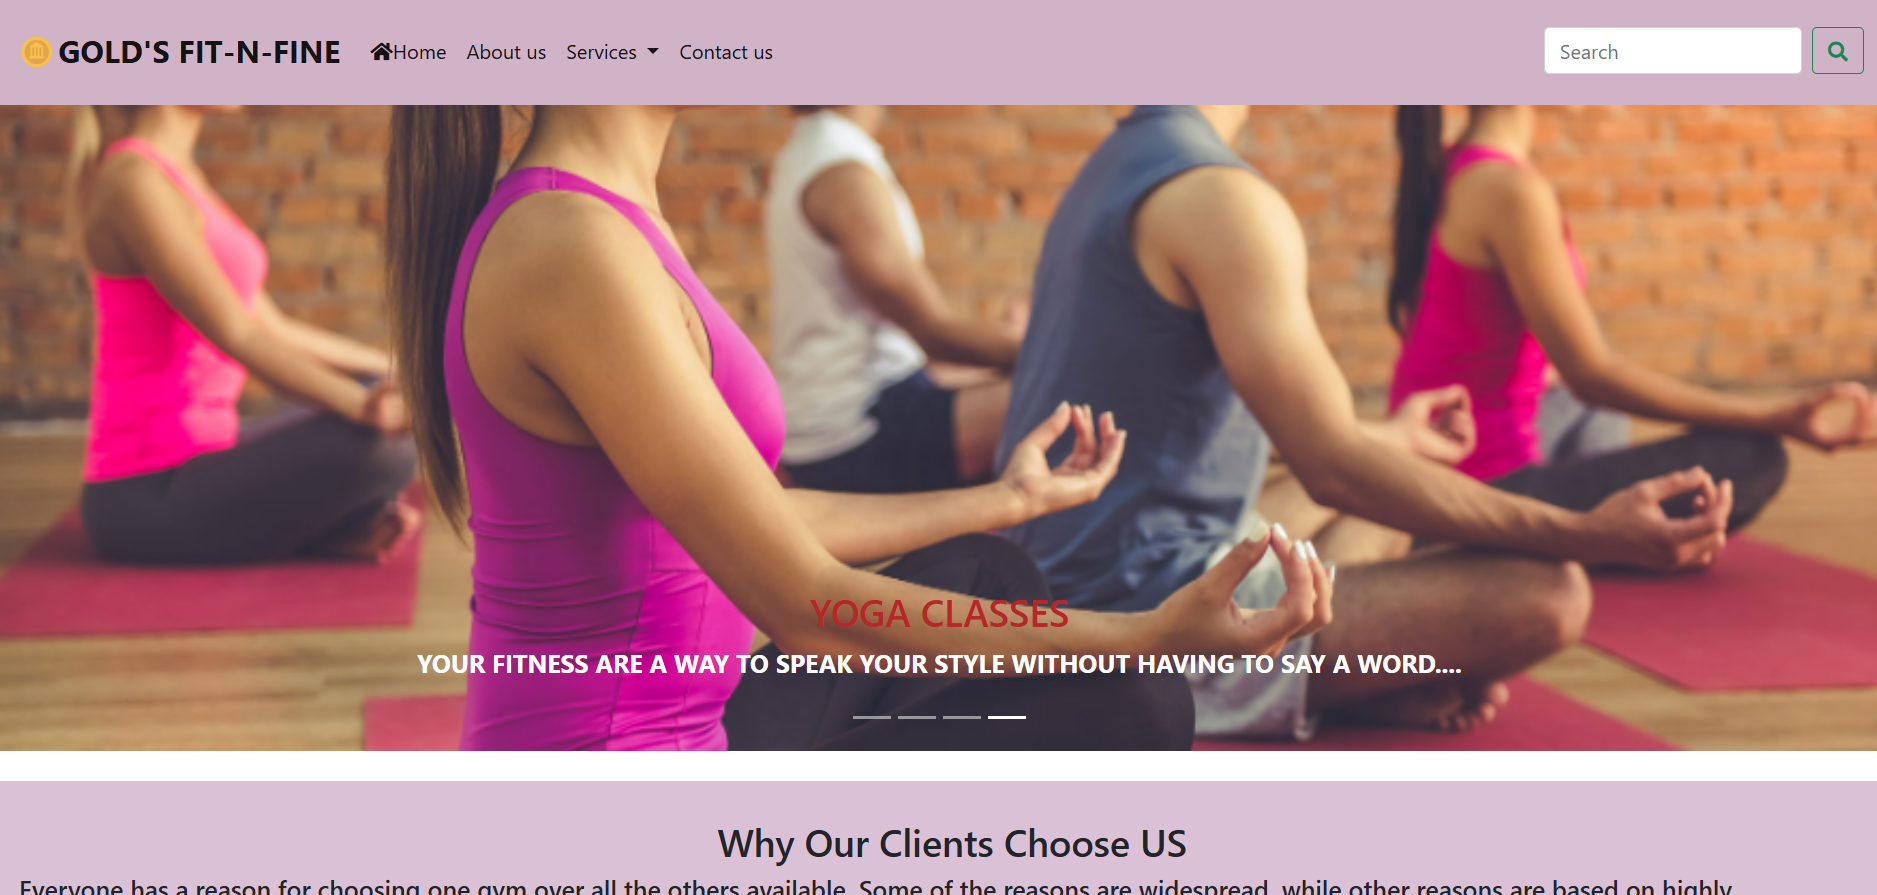 GOLD'S FIT-N-FINE
Home
About us
Services
Contact us
Search
YOGA CLASSES
YOUR FITNESS ARE A WAY TO SPEAK YOUR STYLE WITHOUT HAVING TO SAY A WORD....
Why Our Clients Choose US
Everyone has a reason for choosing one gym over all the others available. Some of the reasons are widespread, while other reasons are based on highly